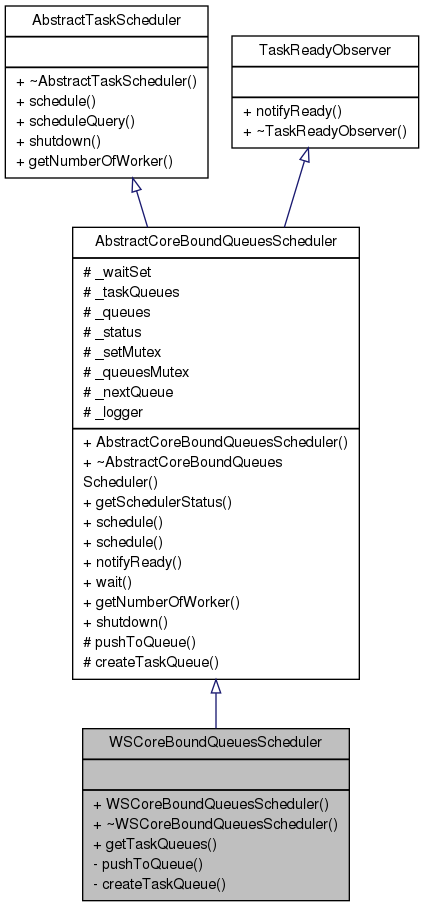 AbstractTaskScheduler
+ ~AbstractTaskScheduler()
+ schedule()
+ scheduleQuery()
+ shutdown()
+ getNumberOfWorker()
TaskReadyObserver
+ notifyReady()
+ ~TaskReadyObserver()
AbstractCoreBoundQueuesScheduler
# _waitSet
# _taskQueues
# _queues
# _status
# _setMutex
# _queuesMutex
# _nextQueue
# _logger
+ AbstractCoreBoundQueuesScheduler()
+ ~AbstractCoreBoundQueues
Scheduler()
+ getSchedulerStatus()
+ schedule()
+ schedule()
+ notifyReady()
+ wait()
+ getNumberOfWorker()
+ shutdown()
# pushToQueue()
# createTaskQueue()
WSCoreBoundQueuesScheduler
+ WSCoreBoundQueuesScheduler()
+ ~WSCoreBoundQueuesScheduler()
+ getTaskQueues()
- pushToQueue()
- createTaskQueue()